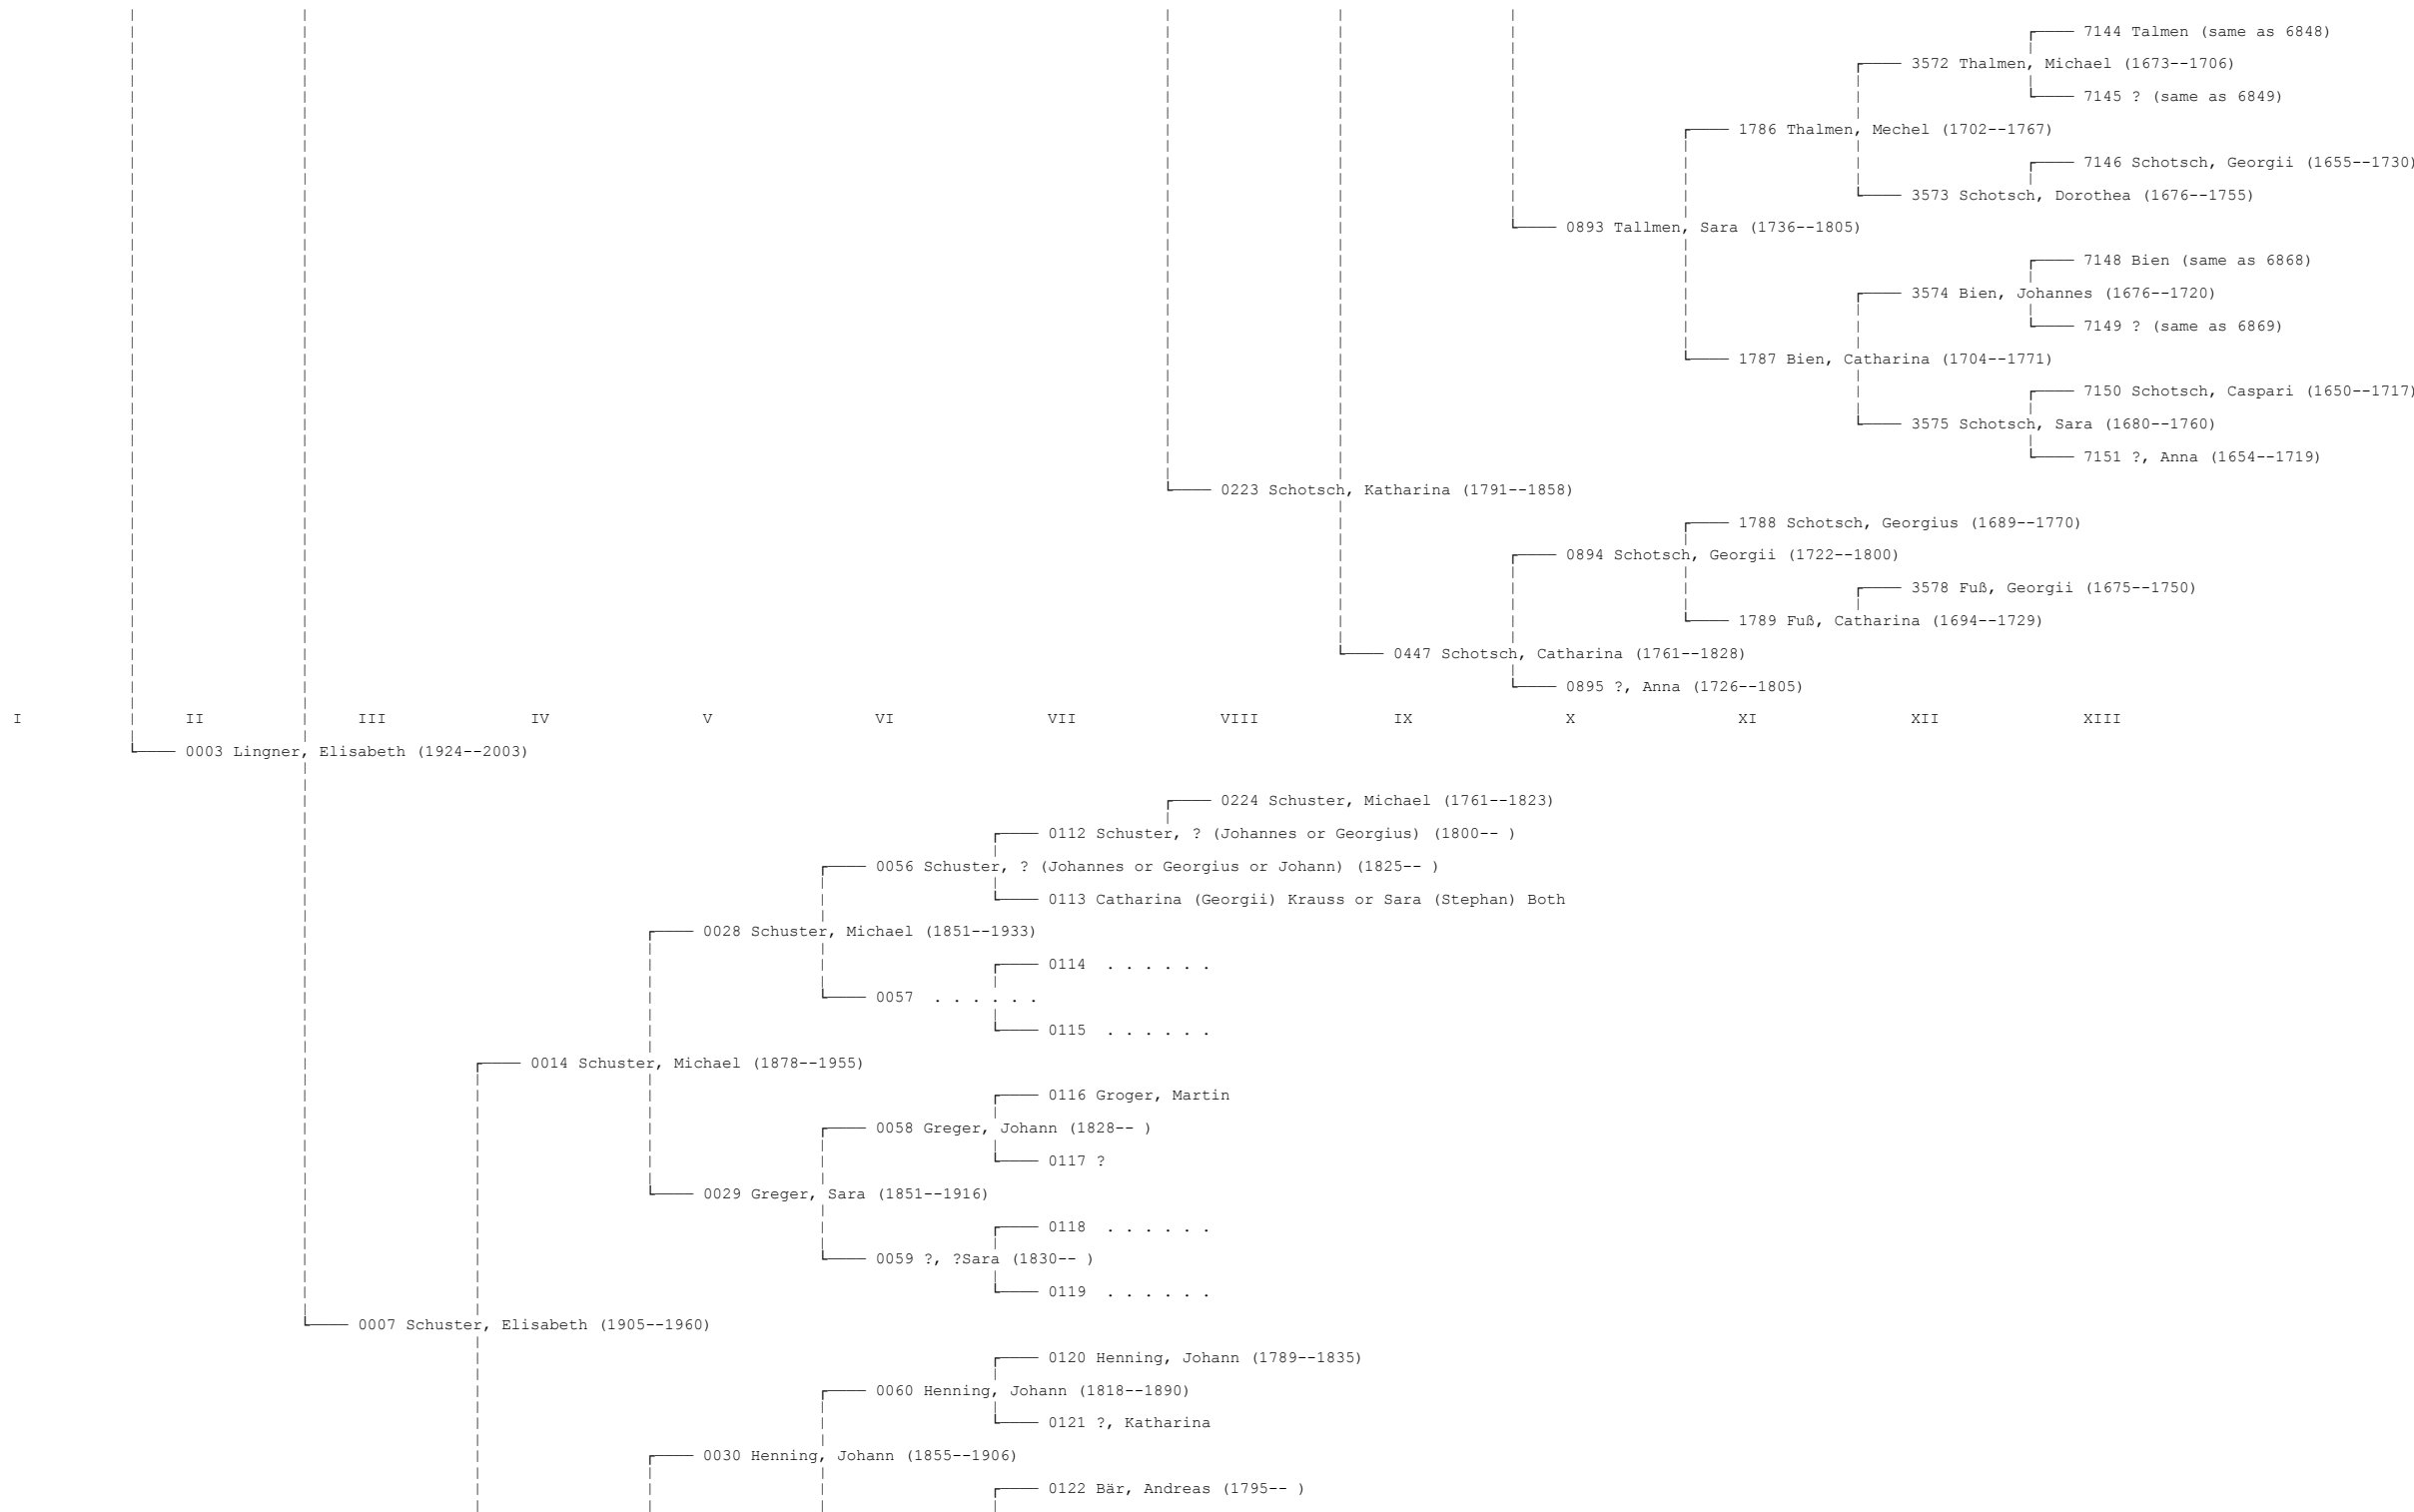 7144 Talmen (same as 6848)
3572 Thalmen, Michael (1673--1706)
7145 ? (same as 6849)
1786 Thalmen, Mechel (1702--1767)
7146 Schotsch, Georgii (1655--1730)
3573 Schotsch, Dorothea (1676--1755)
0893 Tallmen, Sara (1736--1805)
7148 Bien (same as 6868)
3574 Bien, Johannes (1676--1720)
7149 ? (same as 6869)
1787 Bien, Catharina (1704--1771)
7150 Schotsch, Caspari (1650--1717)
3575 Schotsch, Sara (1680--1760)
7151 ?, Anna (1654--1719)
0223 Schotsch, Katharina (1791--1858)
1788 Schotsch, Georgius (1689--1770)
0894 Schotsch, Georgii (1722--1800)
3578 Fuß, Georgii (1675--1750)
1789 Fuß, Catharina (1694--1729)
0447 Schotsch, Catharina (1761--1828)
0895 ?, Anna (1726--1805)
I II III IV V VI VII VIII IX X XI XII XIII
0003 Lingner, Elisabeth (1924--2003)
0224 Schuster, Michael (1761--1823)
0112 Schuster, ? (Johannes or Georgius) (1800-- )
0056 Schuster, ? (Johannes or Georgius or Johann) (1825-- )
0113 Catharina (Georgii) Krauss or Sara (Stephan) Both
0028 Schuster, Michael (1851--1933)
0114 . . . . . .
0057 . . . . . .
0115 . . . . . .
0014 Schuster, Michael (1878--1955)
0116 Groger, Martin
0058 Greger, Johann (1828-- )
0117 ?
0029 Greger, Sara (1851--1916)
0118 . . . . . .
0059 ?, ?Sara (1830-- )
0119 . . . . . .
0007 Schuster, Elisabeth (1905--1960)
0120 Henning, Johann (1789--1835)
0060 Henning, Johann (1818--1890)
0121 ?, Katharina
0030 Henning, Johann (1855--1906)
0122 Bär, Andreas (1795-- )